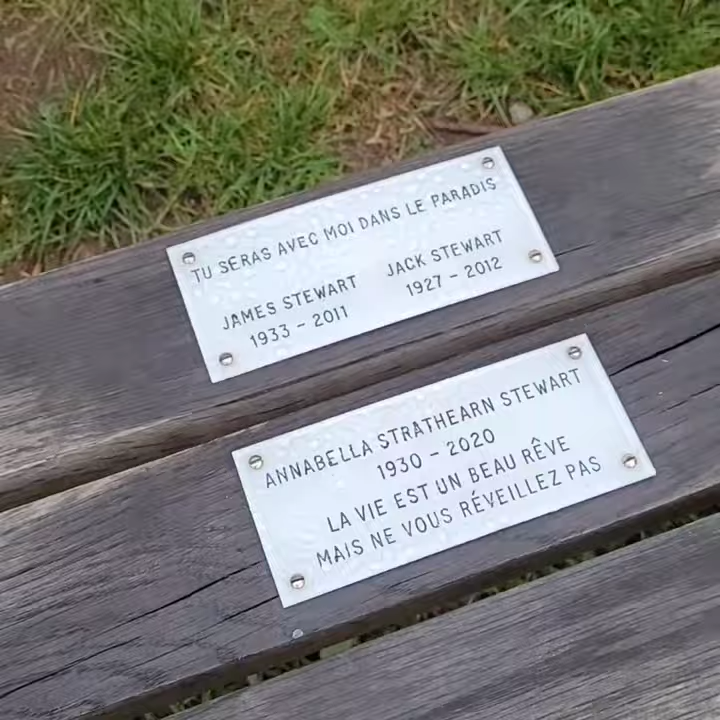 TU SERAS AVEC MOI DANS LE PARADIS
JAMES STEWART
1933 - 2011
JACK STEWART
1927 - 2012
ANNABELLA STRATHEARN STEWART
1930 - 2020
LA VIE EST UN BEAU RÊVE
MAIS NE VOUS RÉVEILLEZ PAS